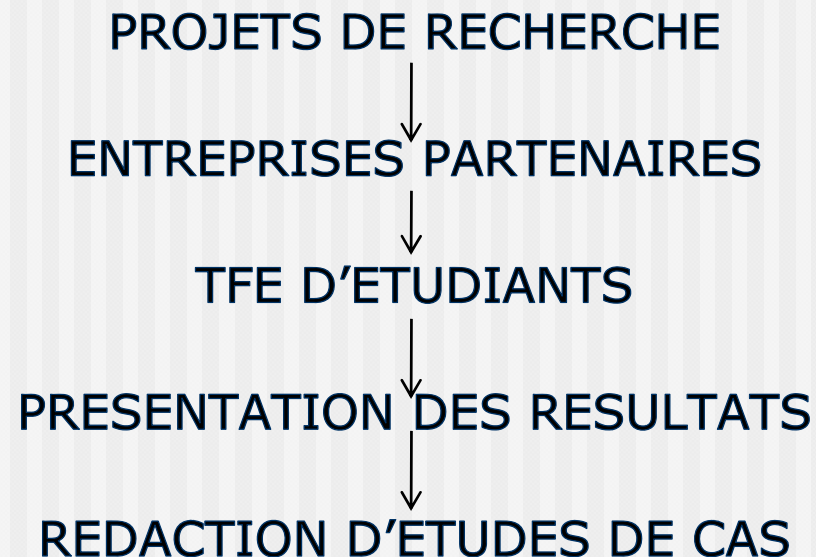 PROJETS DE RECHERCHE
ENTREPRISES PARTENAIRES
TFE D’ETUDIANTS
PRESENTATION DES RESULTATS
REDACTION D’ETUDES DE CAS